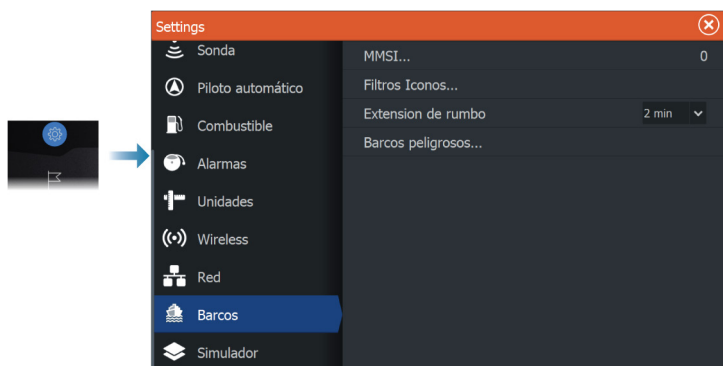 Settings
Sonda
Piloto automático
Combustible
Alarmas
Unidades
Wireless
Red
Barcos
Simulador
MMSI... 0
Filtros Iconos...
Extension de rumbo 2 min
Barcos peligrosos...